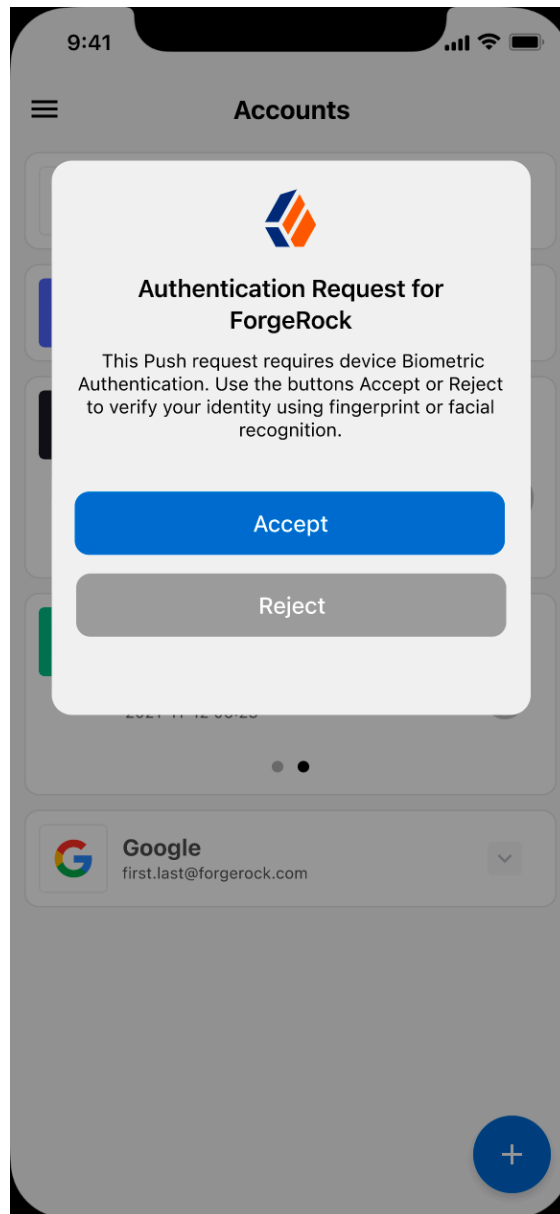 9:41
Accounts
Authentication Request for
ForgeRock
This Push request requires device Biometric
Authentication. Use the buttons Accept or Reject
to verify your identity using fingerprint or facial
recognition.
Accept
Reject
Google
first.last@forgerock.com